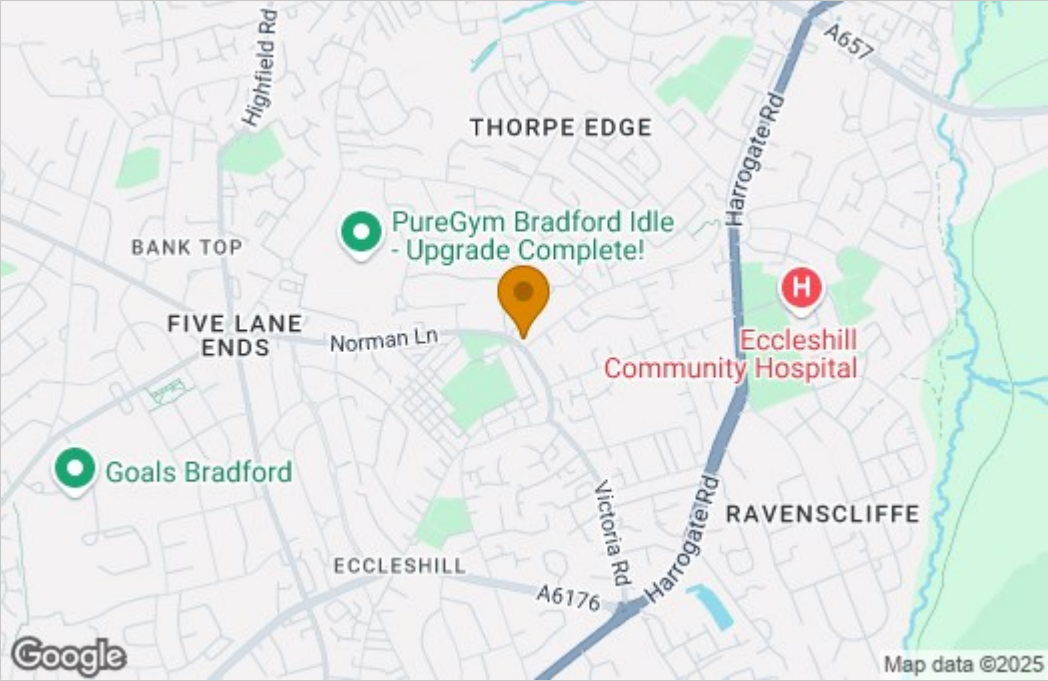 Highfield Rd
A657
THORPE EDGE
Harrogate Rd
PureGym Bradford Idle
- Upgrade Complete!
BANK TOP
H
FIVE LANE
ENDS
Norman Ln
Eccleshill
Community Hospital
Goals Bradford
Victoria Rd
Harrogate Rd
RAVENSCLIFFE
ECCLESHILL
A6176
Google
Map data ©2025